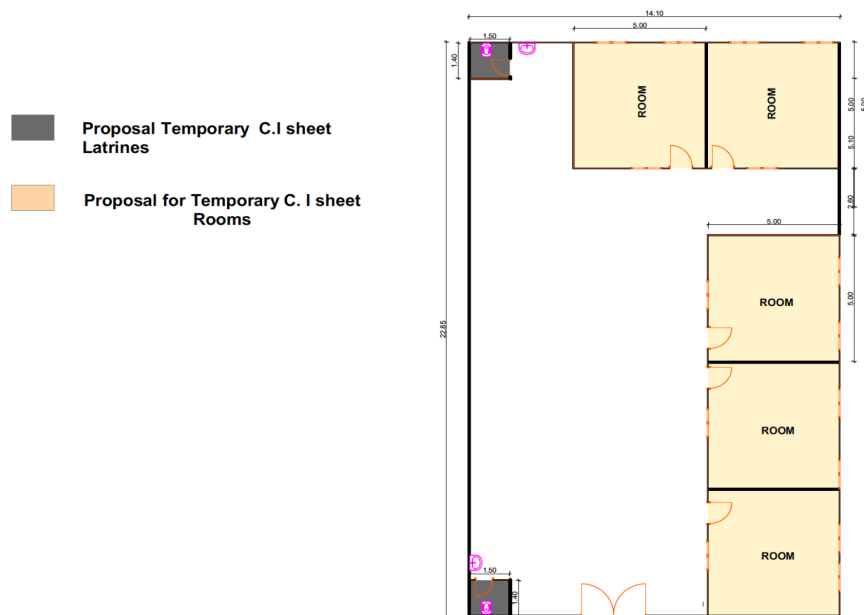 14.10
5.00
1.50
1.40
ROOM
ROOM
5.00
5.00
5.10
2.60
Proposal Temporary C.I sheet
Latrines
Proposal for Temporary C. I sheet
Rooms
5.00
ROOM
5.00
22.85
ROOM
ROOM
1.50
1.40